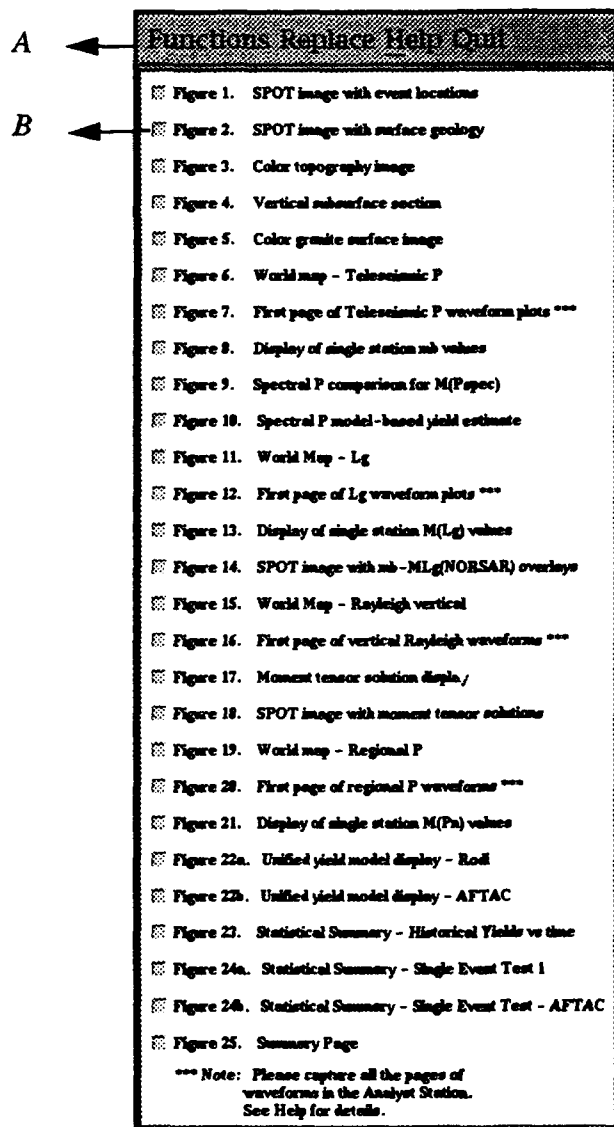 A
Functions Replace Help Quit
Figure 1. SPOT image with event locations
B
Figure 2. SPOT image with surface geology
Figure 3. Color topography image
Figure 4. Vertical subsurface section
Figure 5. Color granite surface image
Figure 6. World map - Teleseismic P
Figure 7. First page of Teleseismic P waveform plots ***
Figure 8. Display of single station mb values
Figure 9. Spectral P comparison for M(Pspec)
Figure 10. Spectral P model-based yield estimate
Figure 11. World Map - Lg
Figure 12. First page of Lg waveform plots ***
Figure 13. Display of single station M(Lg) values
Figure 14. SPOT image with mb-MLg(NORSAR) overlays
Figure 15. World Map - Rayleigh vertical
Figure 16. First page of vertical Rayleigh waveforms ***
Figure 17. Moment tensor solution display
Figure 18. SPOT image with moment tensor solutions
Figure 19. World map - Regional P
Figure 20. First page of regional P waveforms ***
Figure 21. Display of single station M(Pn) values
Figure 22a. Unified yield model display - Rodi
Figure 22b. Unified yield model display - AFTAC
Figure 23. Statistical Summary - Historical Yields vs time
Figure 24a. Statistical Summary - Single Event Test 1
Figure 24b. Statistical Summary - Single Event Test - AFTAC
Figure 25. Summary Page
*** Note: Please capture all the pages of
waveforms in the Analyst Station.
See Help for details.